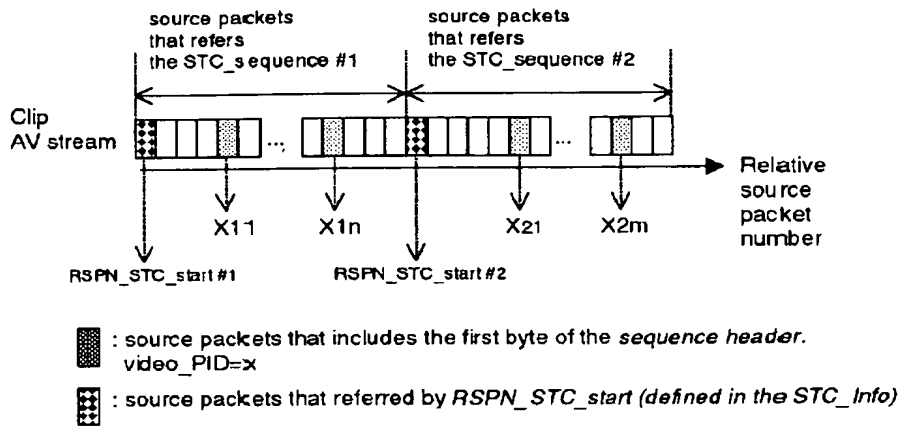 source packets
that refers
the STC_sequence #1
source packets
that refers
the STC_sequence #2
Clip
AV stream
...
...
Relative
source
packet
number
X11
X1n
X21
X2m
RSPN_STC_start #1
RSPN_STC_start #2
: source packets that includes the first byte of the sequence header.
video_PID=x
: source packets that referred by RSPN_STC_start (defined in the STC_Info)